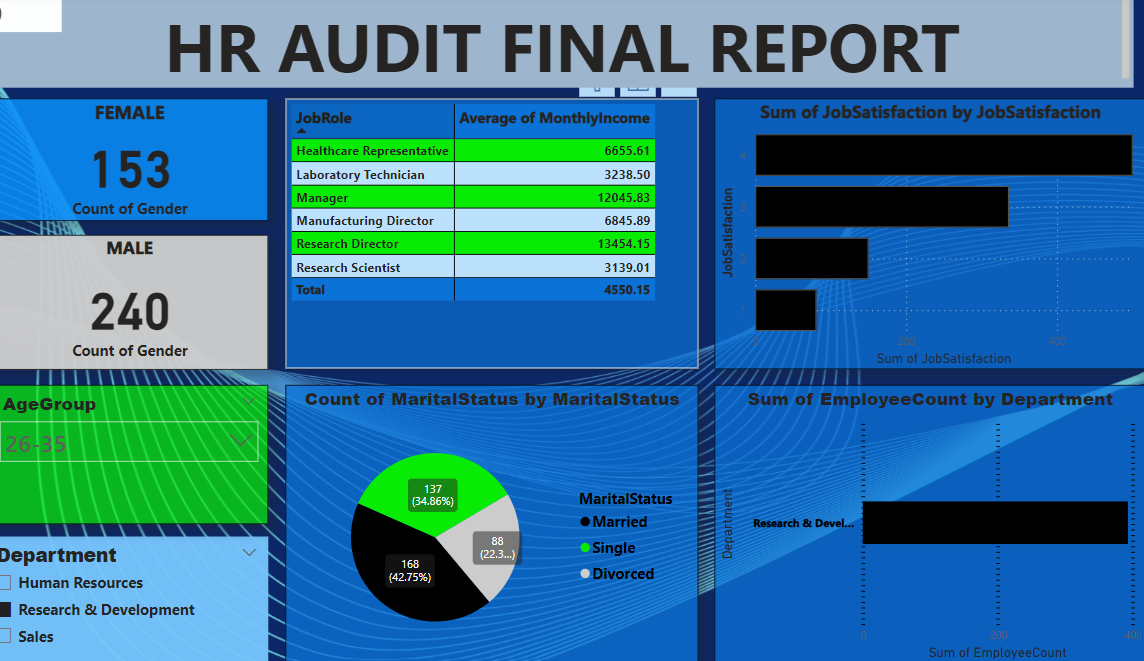 HR AUDIT FINAL REPORT
FEMALE
153
Count of Gender
MALE
240
Count of Gender
AgeGroup
26-35
Department
Human Resources
Research & Development
Sales
JobRole Average of MonthlyIncome
Healthcare Representative 6655.61
Laboratory Technician 3238.50
Manager 12045.83
Manufacturing Director 6845.89
Research Director 13454.15
Research Scientist 3139.01
Total 4550.15
Count of MaritalStatus by MaritalStatus
137
(34.86%)
88
(22.3...)
168
(42.75%)
MaritalStatus
Married
Single
Divorced
Sum of JobSatisfaction by JobSatisfaction
JobSatisfaction
4
3
2
200 400
Sum of JobSatisfaction
Sum of EmployeeCount by Department
Department
Research & Devel...
0 200 400
Sum of EmployeeCount